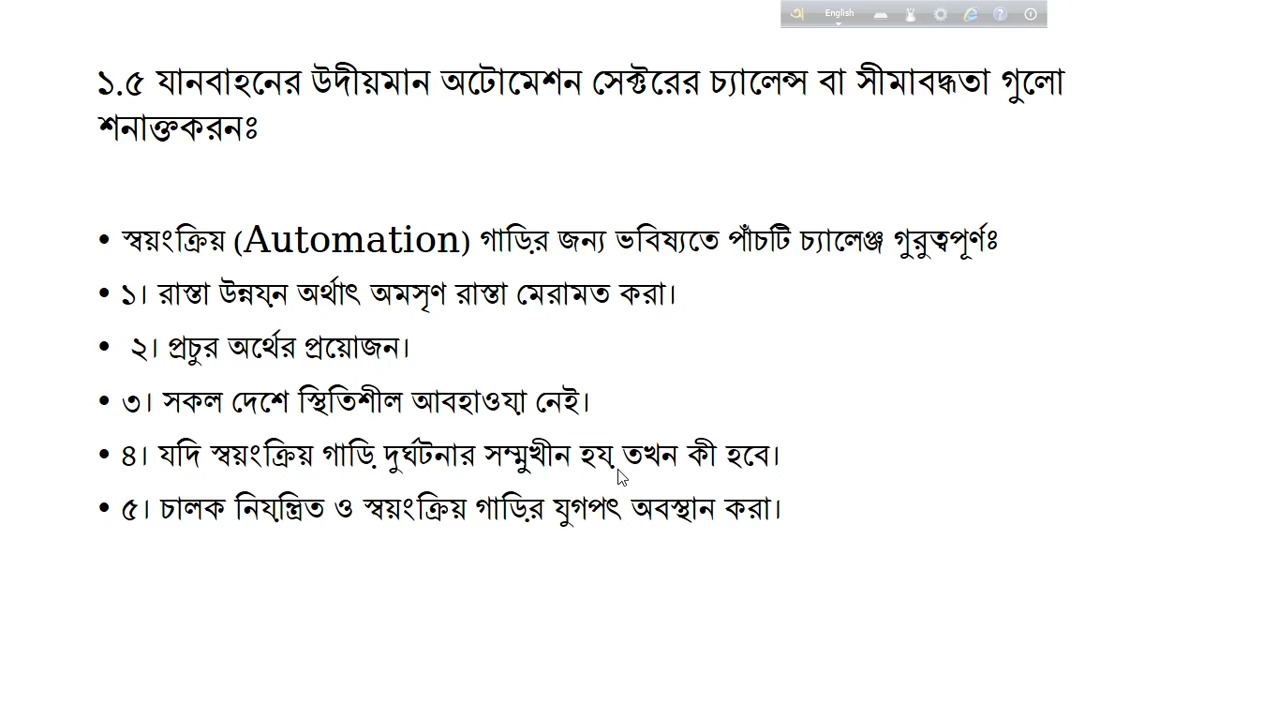 English
১.৫ যানবাহনের উদীয়মান অটোমেশন সেক্টরের চ্যালেন্স বা সীমাবদ্ধতা গুলো
শনাক্তকরনঃ
• স্বয়ংক্রিয় (Automation) গাড়ির জন্য ভবিষ্যতে পাঁচটি চ্যালেঞ্জ গুরুত্বপূর্ণঃ
• ১। রাস্তা উন্নয়ন অর্থাৎ অমসৃণ রাস্তা মেরামত করা।
• ২। প্রচুর অর্থের প্রয়োজন।
• ৩। সকল দেশে স্থিতিশীল আবহাওয়া নেই।
• ৪। যদি স্বয়ংক্রিয় গাড়ি দুর্ঘটনার সম্মুখীন হয় তখন কী হবে।
• ৫। চালক নিয়ন্ত্রিত ও স্বয়ংক্রিয় গাড়ির যুগপৎ অবস্থান করা।